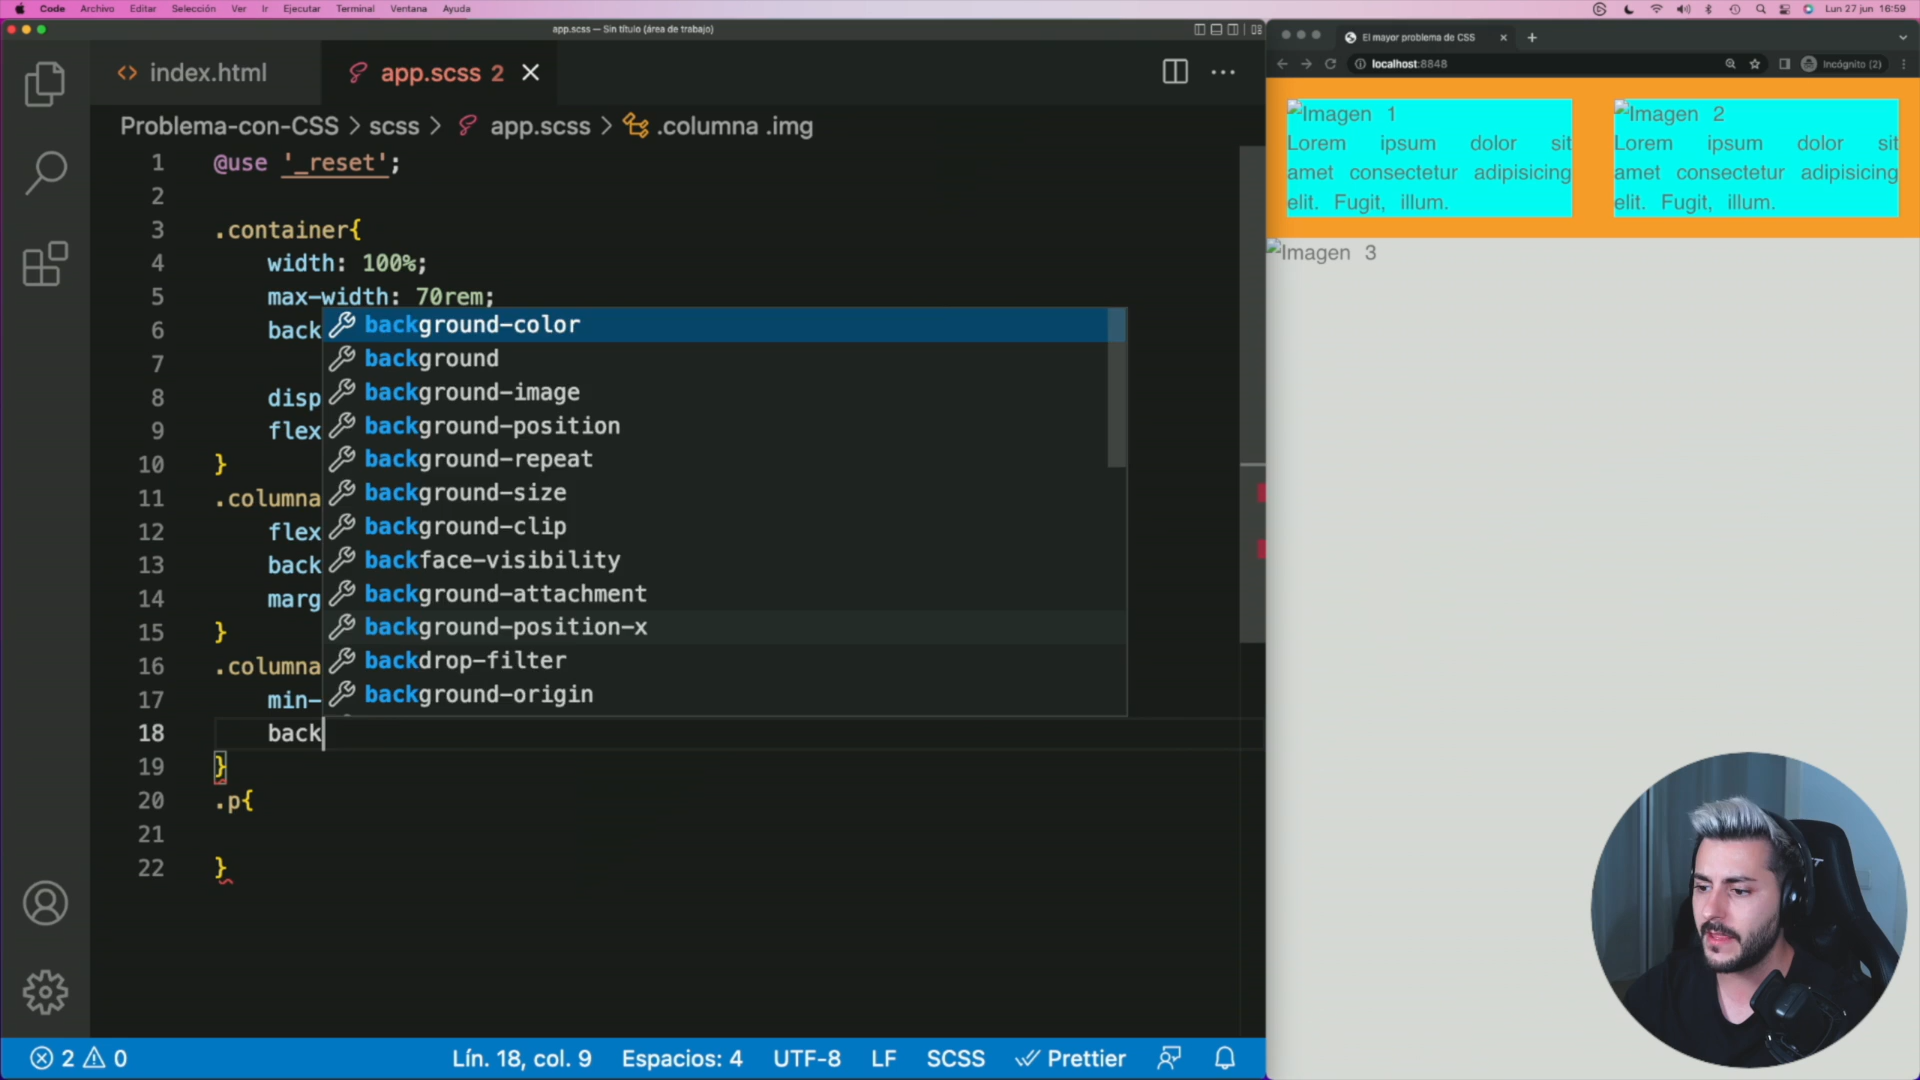 Code Archivo Editar Selección Ver Ir Ejecutar Terminal Ventana Ayuda
Lun 27 jun 16:59
app.scss — Sin título (área de trabajo)
index.html
app.scss 2
Problema-con-CSS > scss > app.scss > .columna .img
1 @use '_reset';
2
3 .container{
4 width: 100%;
5 max-width: 70rem;
6 back
7
8 disp
9 flex
10 }
11 .columna
12 flex
13 back
14 marg
15 }
16 .columna
17 min-
18 back
19 }
20 .p{
21
22 }
background-color
background
background-image
background-position
background-repeat
background-size
background-clip
backface-visibility
background-attachment
background-position-x
backdrop-filter
background-origin
2 0
Lín. 18, col. 9 Espacios: 4 UTF-8 LF SCSS Prettier
El mayor problema de CSS
localhost:8848
Incógnito (2)
Imagen 1
Lorem ipsum dolor sit
amet consectetur adipisicing
elit. Fugit, illum.
Imagen 2
Lorem ipsum dolor sit
amet consectetur adipisicing
elit. Fugit, illum.
Imagen 3